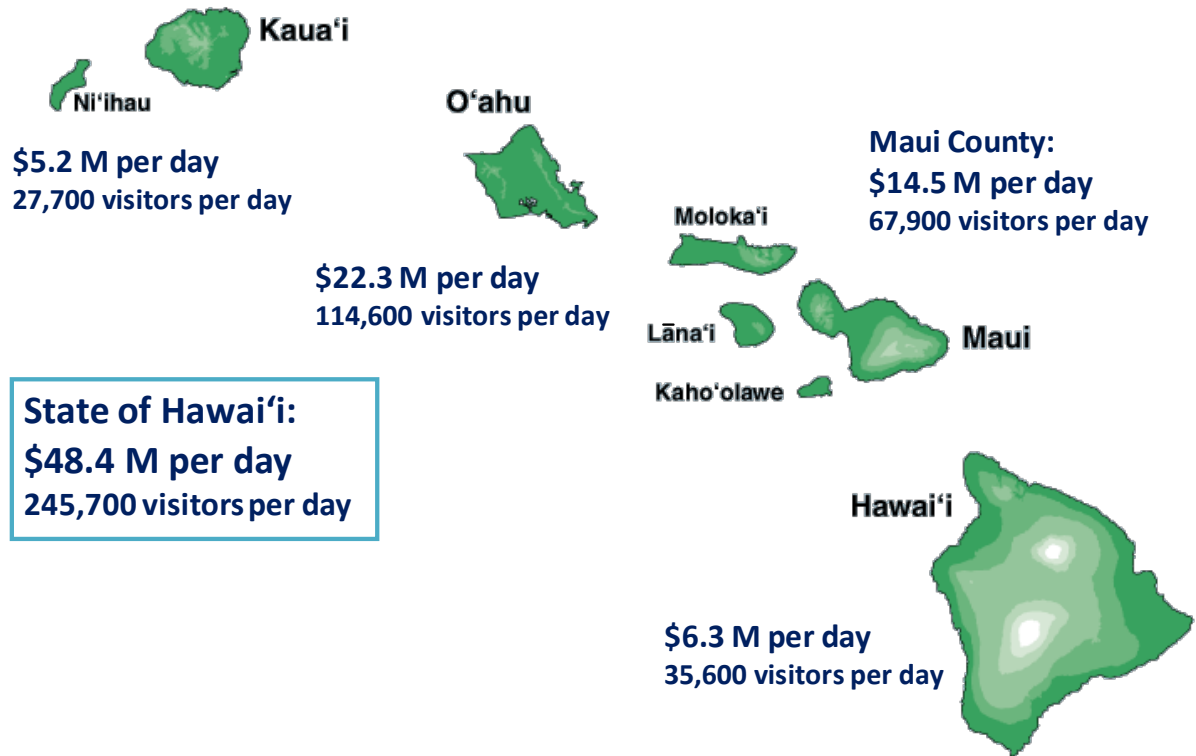 Kaua‘i
Ni‘ihau
$5.2 M per day
27,700 visitors per day
O‘ahu
$22.3 M per day
114,600 visitors per day
Maui County:
$14.5 M per day
67,900 visitors per day
Moloka‘i
Lāna‘i
Maui
Kaho‘olawe
State of Hawai‘i:
$48.4 M per day
245,700 visitors per day
Hawai‘i
$6.3 M per day
35,600 visitors per day